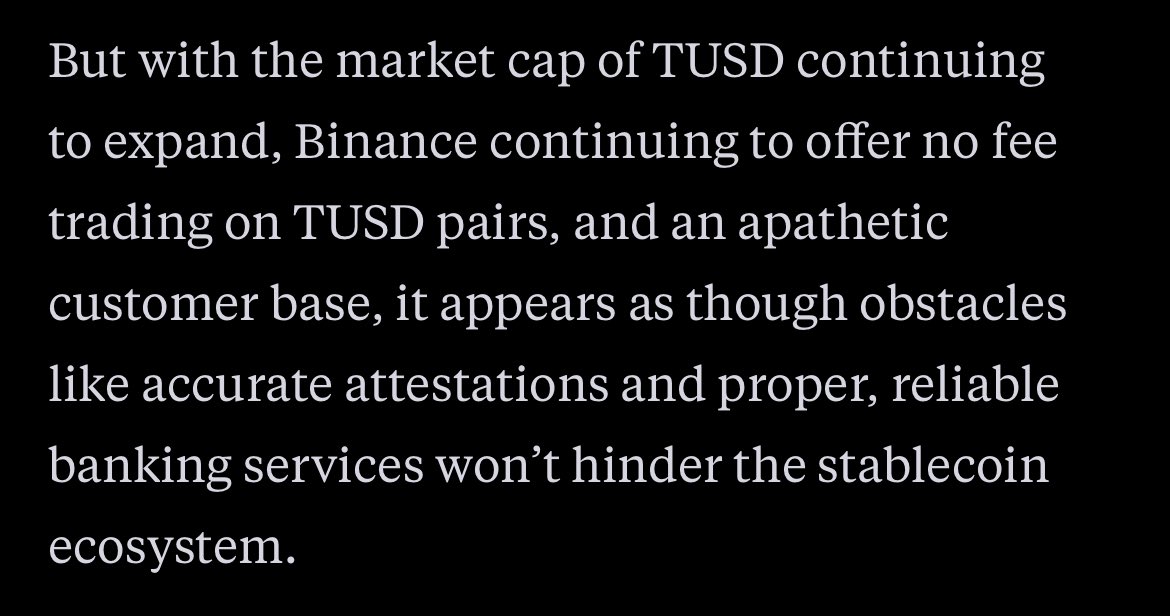 But with the market cap of TUSD continuing
to expand, Binance continuing to offer no fee
trading on TUSD pairs, and an apathetic
customer base, it appears as though obstacles
like accurate attestations and proper, reliable
banking services won’t hinder the stablecoin
ecosystem.